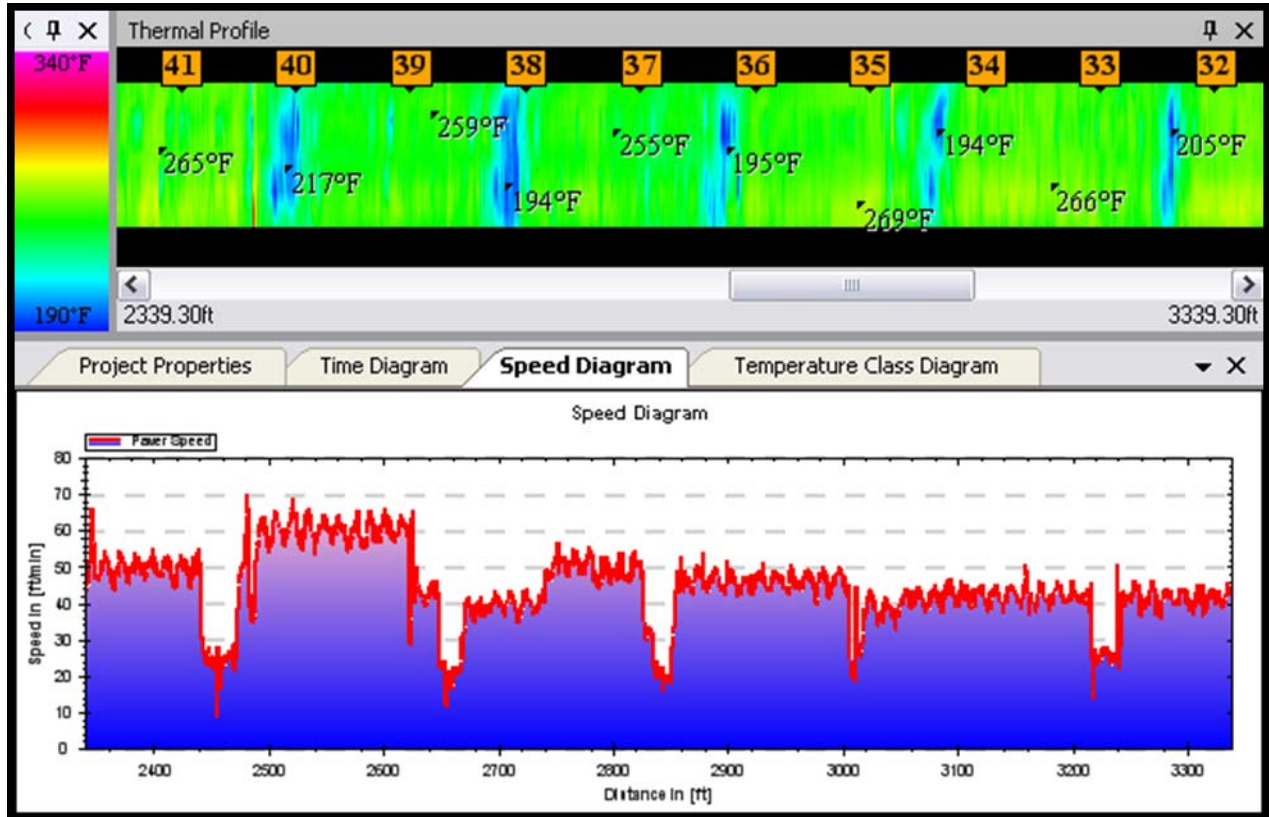 Thermal Profile
340°F
190°F
41 40 39 38 37 36 35 34 33 32
265°F
217°F
259°F
194°F
255°F
195°F
269°F
194°F
266°F
205°F
2339.30ft 3339.30ft
Project Properties Time Diagram Speed Diagram Temperature Class Diagram
Speed Diagram
Paver Speed
80
70
60
50
40
30
20
10
0
Speed in [ft/min]
2400 2500 2600 2700 2800 2900 3000 3100 3200 3300
Distance in [ft]